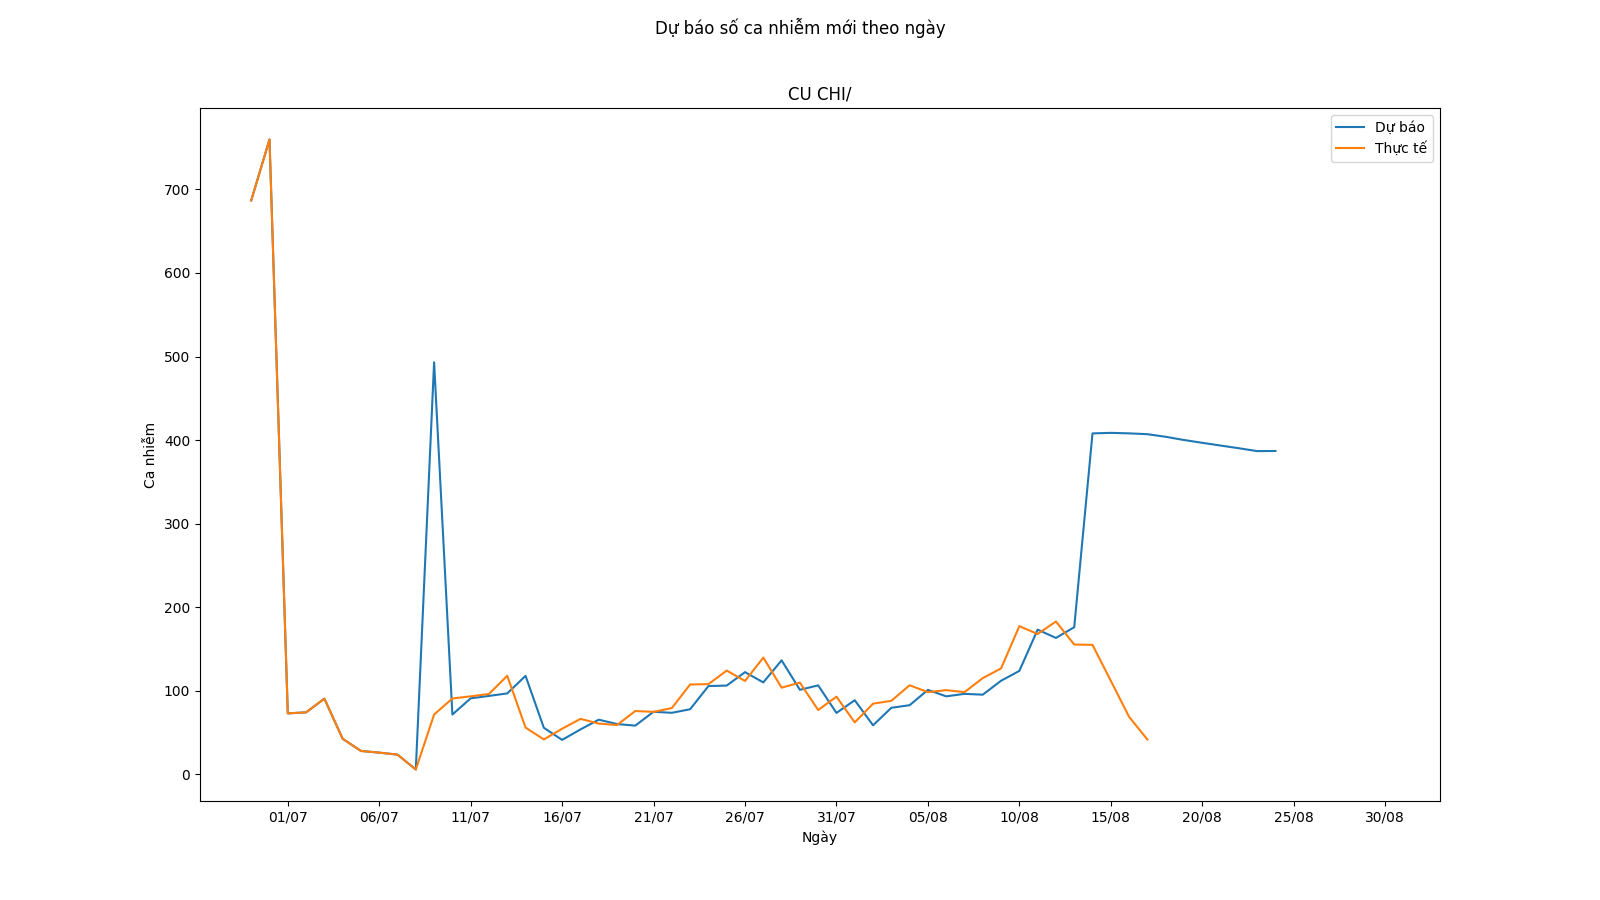 Dự báo số ca nhiễm mới theo ngày
CU CHI/
Dự báo
Thực tế
700
600
500
400
300
200
100
0
Ca nhiễm
01/07 06/07 11/07 16/07 21/07 26/07 31/07 05/08 10/08 15/08 20/08 25/08 30/08
Ngày